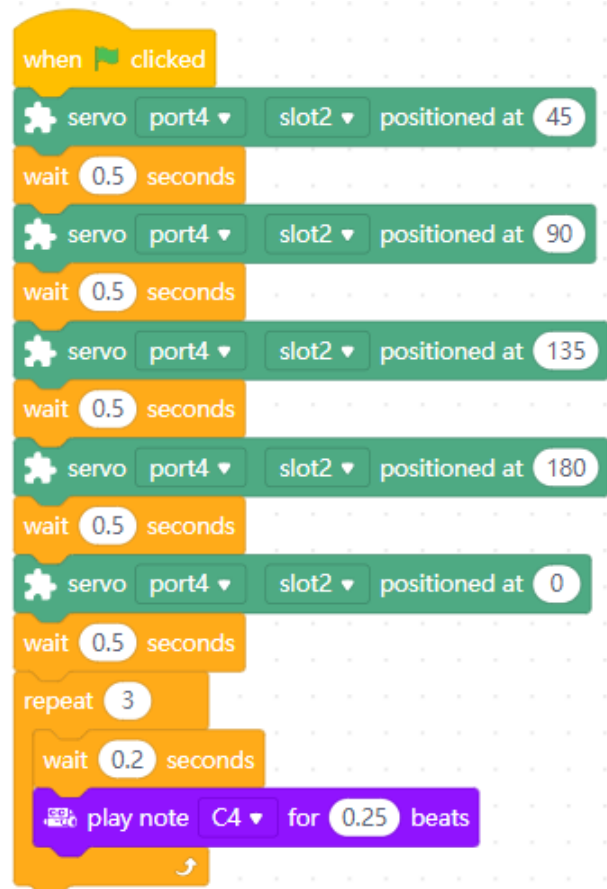 when clicked
servo port4 slot2 positioned at 45
wait 0.5 seconds
servo port4 slot2 positioned at 90
wait 0.5 seconds
servo port4 slot2 positioned at 135
wait 0.5 seconds
servo port4 slot2 positioned at 180
wait 0.5 seconds
servo port4 slot2 positioned at 0
wait 0.5 seconds
repeat 3
wait 0.2 seconds
play note C4 for 0.25 beats